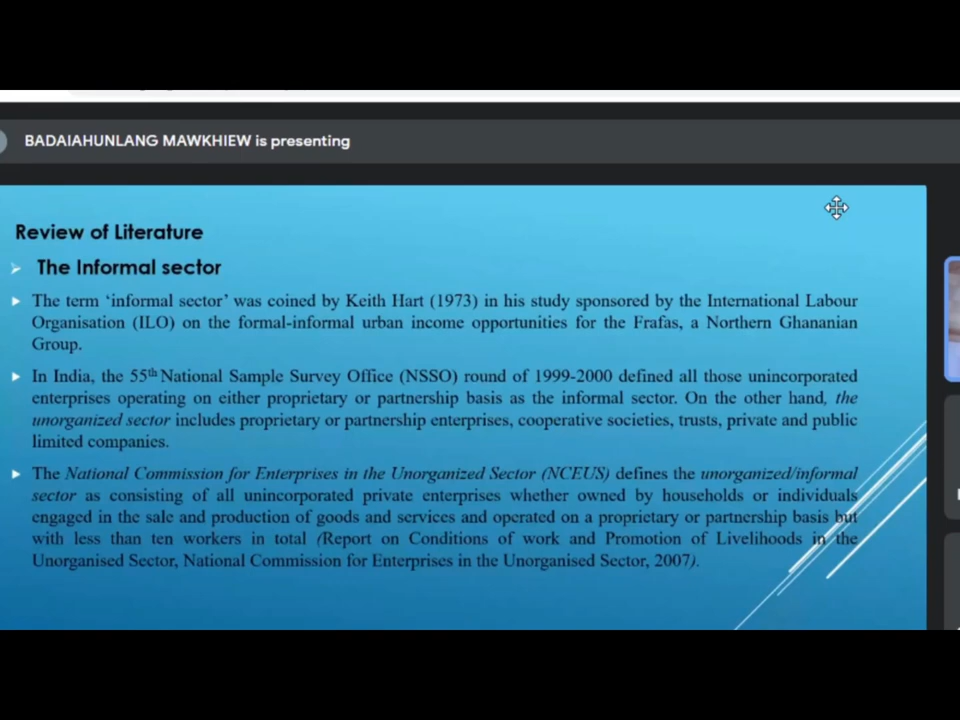 BADAIAHUNLANG MAWKHIEW is presenting
Review of Literature
The Informal sector
The term ‘informal sector’ was coined by Keith Hart (1973) in his study sponsored by the International Labour
Organisation (ILO) on the formal-informal urban income opportunities for the Frafas, a Northern Ghananian
Group.
In India, the 55th National Sample Survey Office (NSSO) round of 1999-2000 defined all those unincorporated
enterprises operating on either proprietary or partnership basis as the informal sector. On the other hand, the
unorganized sector includes proprietary or partnership enterprises, cooperative societies, trusts, private and public
limited companies.
The National Commission for Enterprises in the Unorganized Sector (NCEUS) defines the unorganized/informal
sector as consisting of all unincorporated private enterprises whether owned by households or individuals
engaged in the sale and production of goods and services and operated on a proprietary or partnership basis but
with less than ten workers in total (Report on Conditions of work and Promotion of Livelihoods in the
Unorganised Sector, National Commission for Enterprises in the Unorganised Sector, 2007).